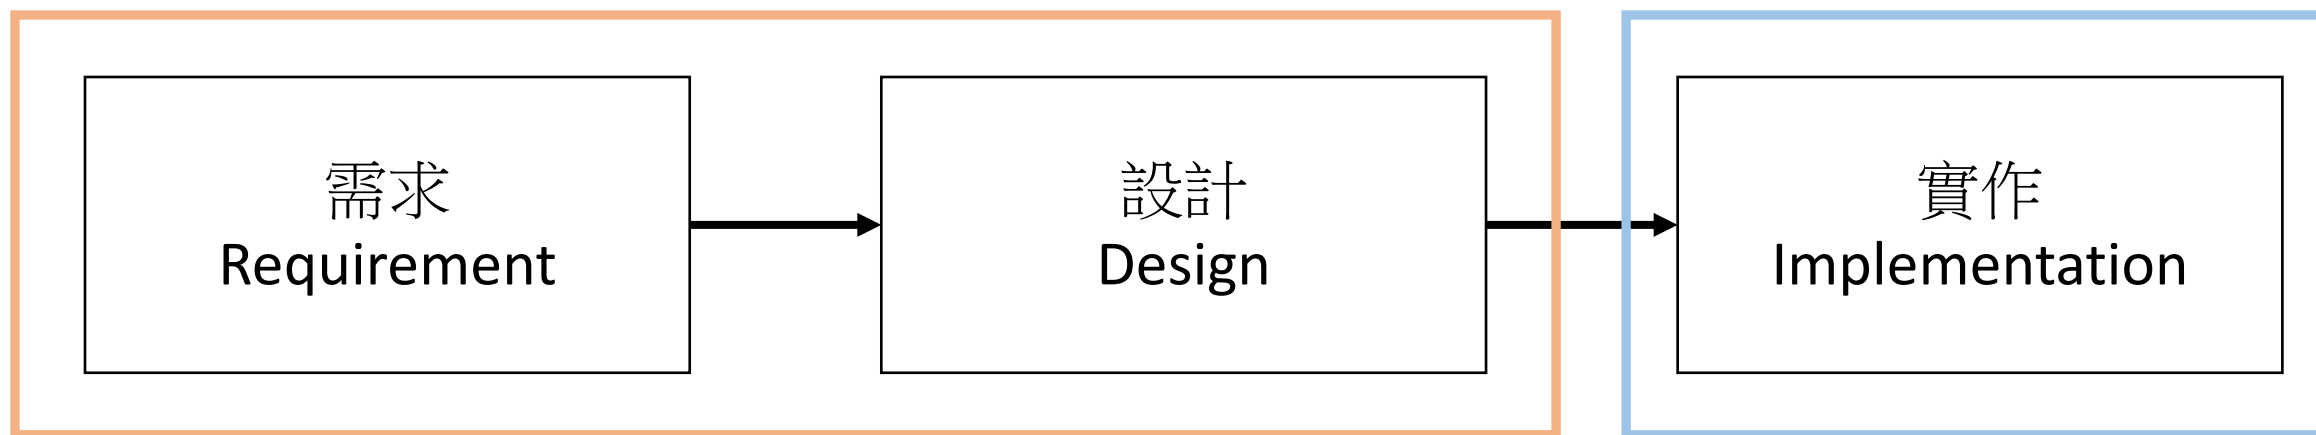 需求
Requirement
設計
Design
實作
Implementation